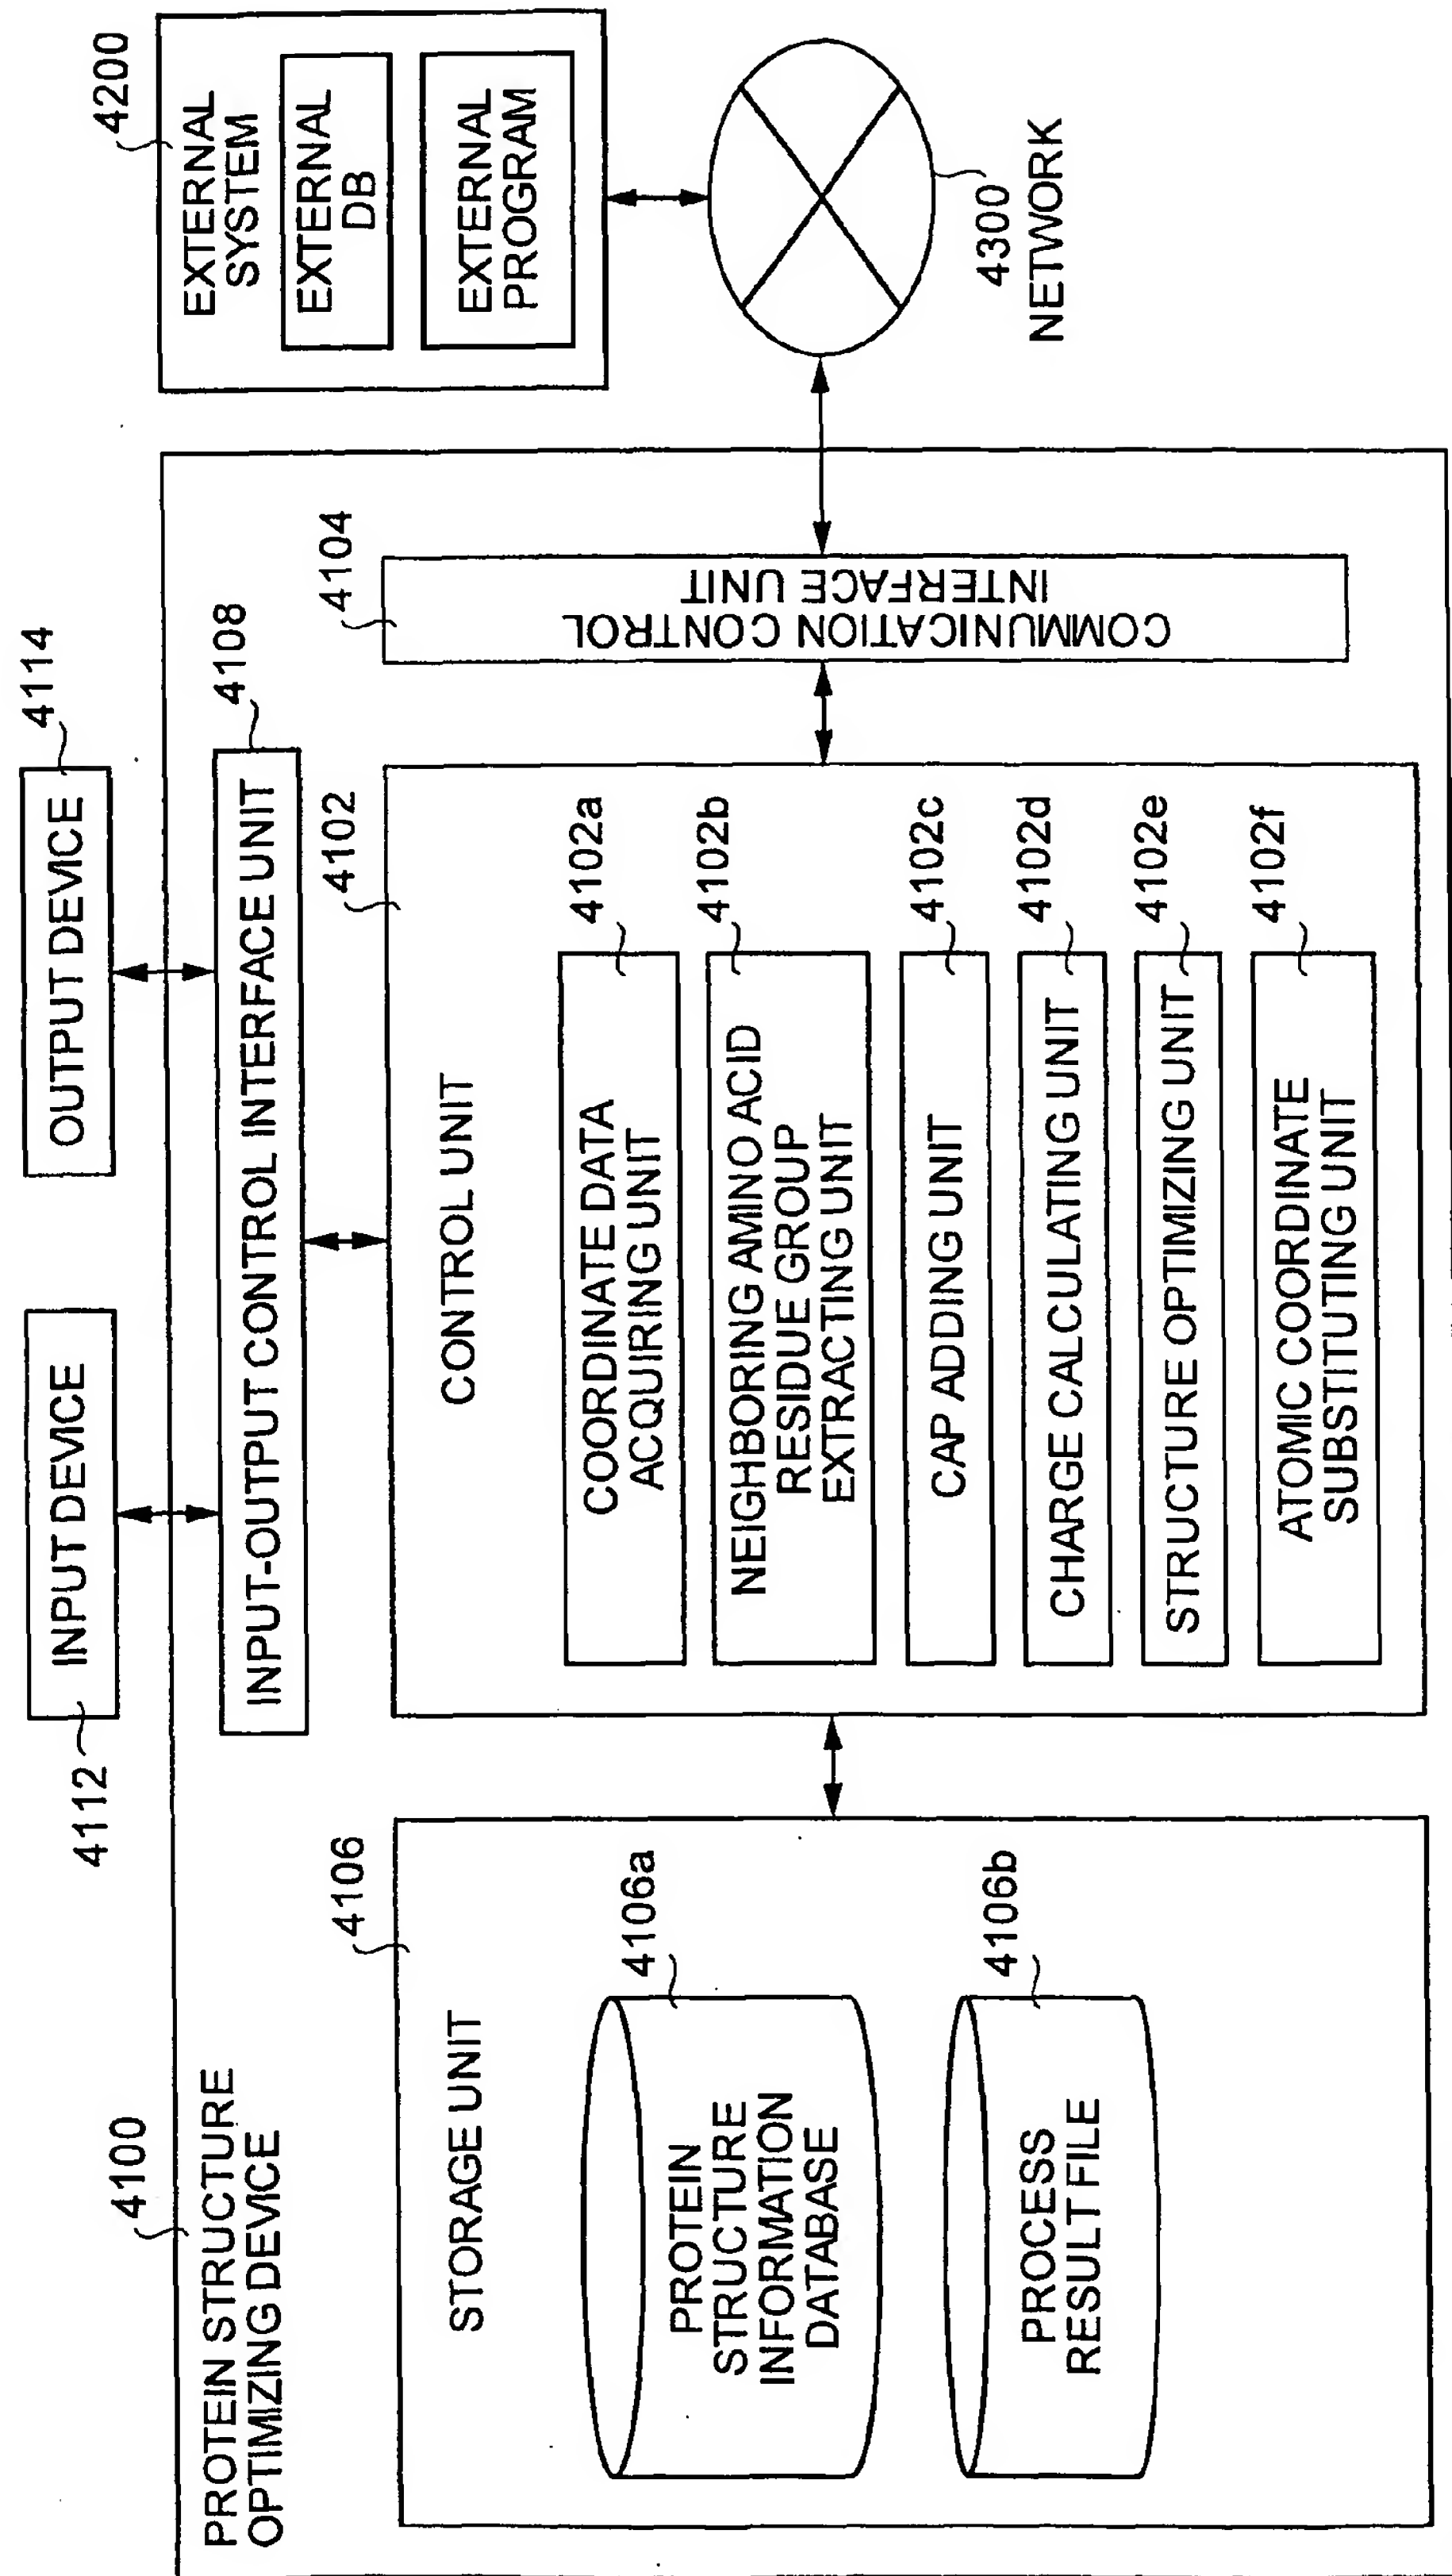 4100
PROTEIN STRUCTURE
OPTIMIZING DEVICE
4112
INPUT DEVICE
OUTPUT DEVICE
4114
INPUT-OUTPUT CONTROL INTERFACE UNIT
4108
4106
STORAGE UNIT
4106a
PROTEIN
STRUCTURE
INFORMATION
DATABASE
4106b
PROCESS
RESULT FILE
4102
CONTROL UNIT
COORDINATE DATA
ACQUIRING UNIT
4102a
NEIGHBORING AMINO ACID
RESIDUE GROUP
EXTRACTING UNIT
4102b
CAP ADDING UNIT
4102c
CHARGE CALCULATING UNIT
4102d
STRUCTURE OPTIMIZING UNIT
4102e
ATOMIC COORDINATE
SUBSTITUTING UNIT
4102f
4104
COMMUNICATION CONTROL
INTERFACE UNIT
4200
EXTERNAL
SYSTEM
EXTERNAL
DB
EXTERNAL
PROGRAM
4300
NETWORK